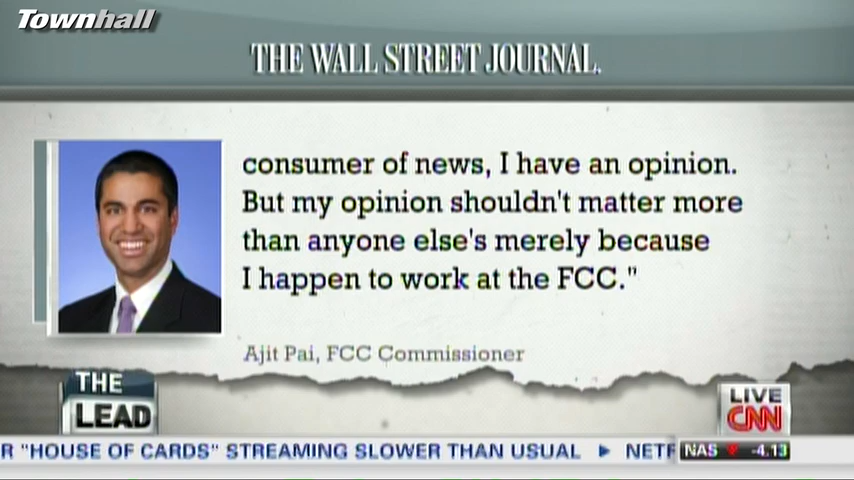 Townhall
THE WALL STREET JOURNAL.
consumer of news, I have an opinion.
But my opinion shouldn't matter more
than anyone else's merely because
I happen to work at the FCC."
Ajit Pai, FCC Commissioner
THE
LEAD
LIVE
CNN
R "HOUSE OF CARDS" STREAMING SLOWER THAN USUAL ► NETF
NAS ▼ -4.13